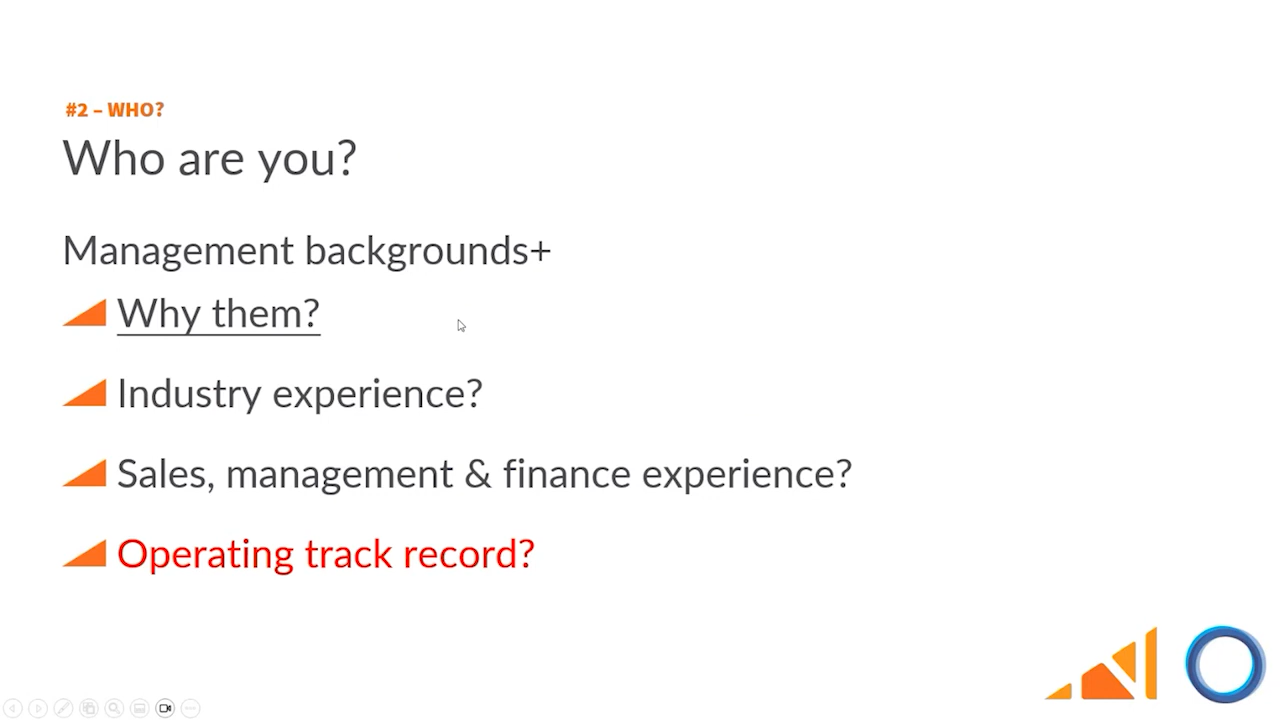 #2 – WHO?
Who are you?
Management backgrounds+
Why them?
Industry experience?
Sales, management & finance experience?
Operating track record?